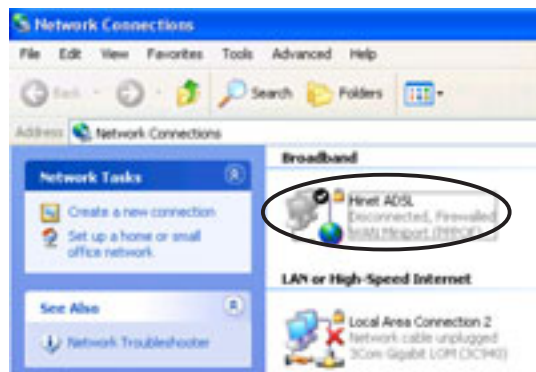 Network Connections
File Edit View Favorites Tools Advanced Help
Back Search Folders
Address Network Connections
Network Tasks
Create a new connection
Set up a home or small
office network
See Also
Network Troubleshooter
Broadband
Hinet ADSL
Disconnected, Firewalled
WAN Miniport (PPPOE)
LAN or High-Speed Internet
Local Area Connection 2
Network cable unplugged
3Com Gigabit LOM (3C940)